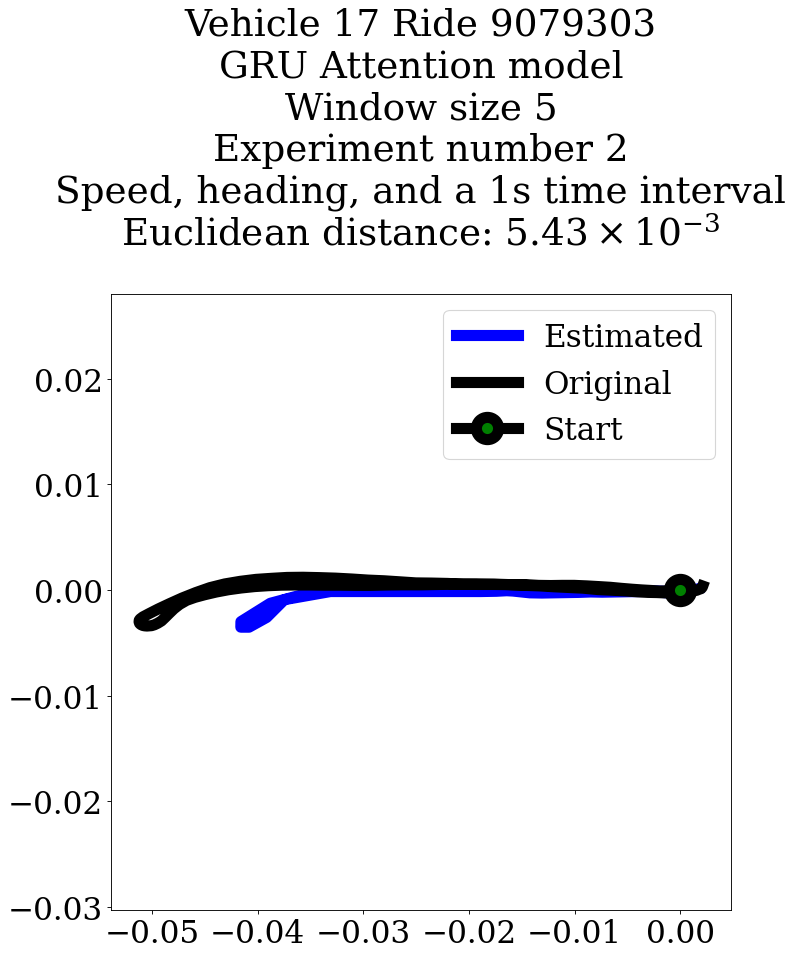 Vehicle 17 Ride 9079303
GRU Attention model
Window size 5
Experiment number 2
Speed, heading, and a 1s time interval
Euclidean distance: 5.43 × 10⁻³
Estimated
Original
Start
0.02
0.01
0.00
−0.01
−0.02
−0.03
−0.05 −0.04 −0.03 −0.02 −0.01 0.00